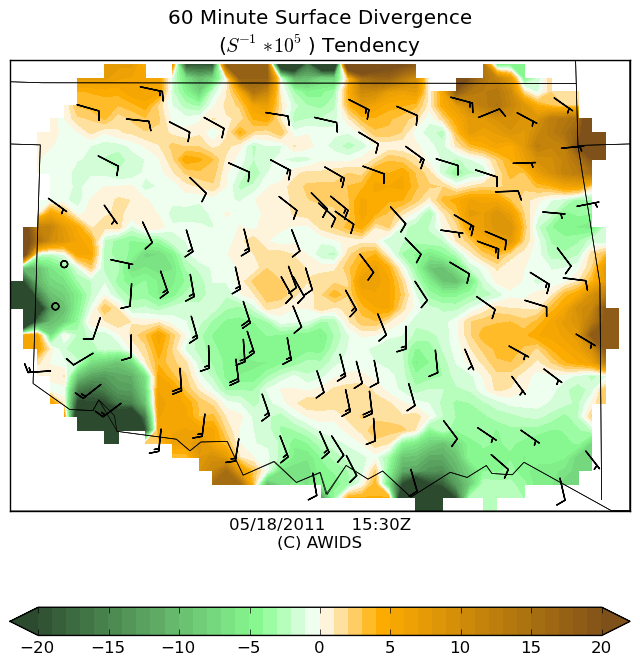 60 Minute Surface Divergence
(S⁻¹ * 10⁵ ) Tendency
05/18/2011 15:30Z
(C) AWIDS
−20 −15 −10 −5 0 5 10 15 20